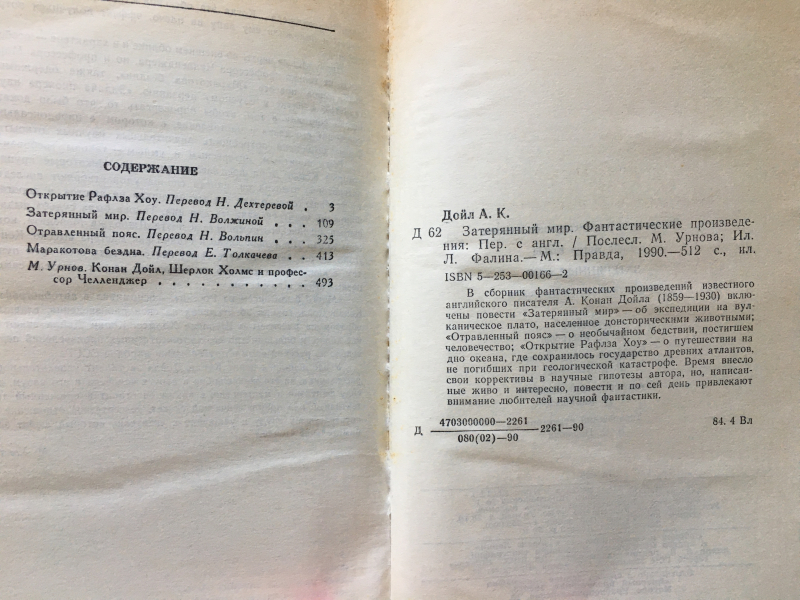 СОДЕРЖАНИЕ
Открытие Рафлза Хоу. Перевод Н. Дехтеревой . 3
Затерянный мир. Перевод Н. Волжиной . . . 109
Отравленный пояс. Перевод Н. Вольпин . . . 325
Маракотова бездна. Перевод Е. Толкачева . . 413
М. Урнов. Конан Дойл, Шерлок Холмс и профес-
сор Челленджер . . . . . . . . . . 493
Дойл А. К.
Д 62 Затерянный мир. Фантастические произведе-
ния: Пер. с англ. / Послесл. М. Урнова; Ил.
Л. Фалина.—М.: Правда, 1990.—512 с., ил.
ISBN 5—253—00166—2
В сборник фантастических произведений известного
английского писателя А. Конан Дойла (1859—1930) вклю-
чены повести «Затерянный мир»—об экспедиции на вул-
каническое плато, населенное доисторическими животными;
«Отравленный пояс»—о необычайном бедствии, постигшем
человечество; «Открытие Рафлза Хоу»—о путешествии на
дно океана, где сохранилось государство древних атлантов,
не погибших при геологической катастрофе. Время внесло
свои коррективы в научные гипотезы автора, но, написан-
ные живо и интересно, повести и по сей день привлекают
внимание любителей научной фантастики.
4703000000—2261
Д 2261—90 84. 4 Вл
080(02)—90